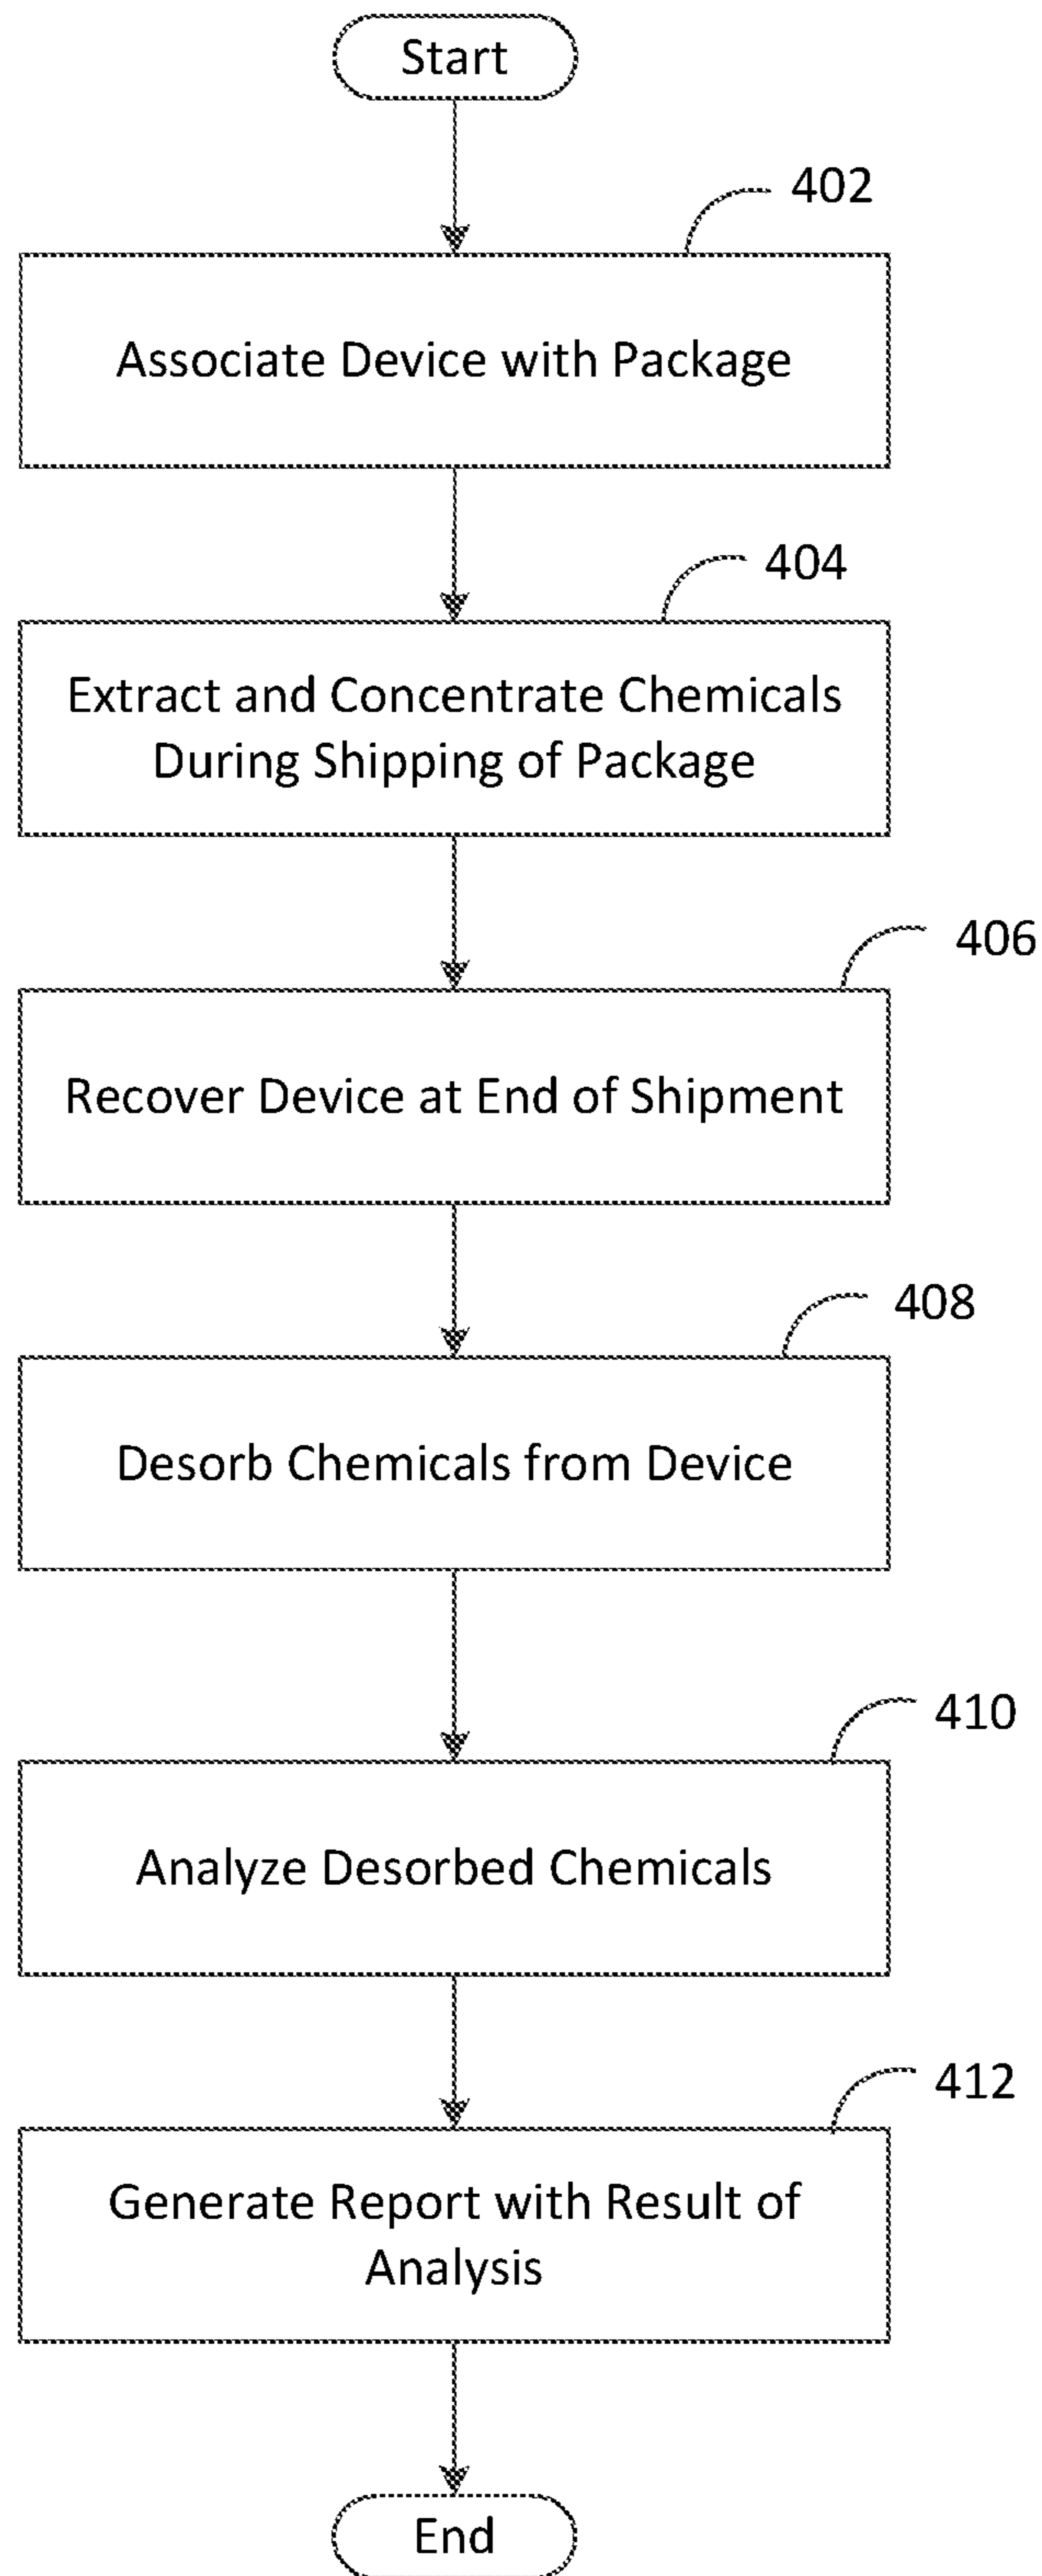 Start
402
Associate Device with Package
404
Extract and Concentrate Chemicals
During Shipping of Package
406
Recover Device at End of Shipment
408
Desorb Chemicals from Device
410
Analyze Desorbed Chemicals
412
Generate Report with Result of
Analysis
End